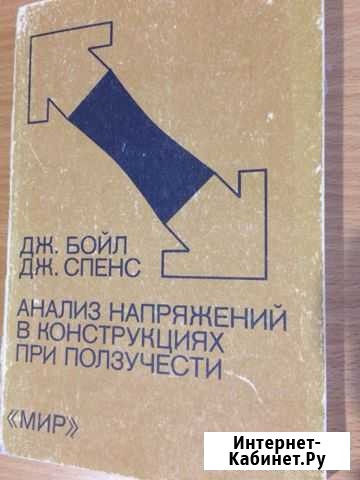 ДЖ. БОЙЛ
ДЖ. СПЕНС
АНАЛИЗ НАПРЯЖЕНИЙ
В КОНСТРУКЦИЯХ
ПРИ ПОЛЗУЧЕСТИ
«МИР»
Интернет-
Кабинет.Ру